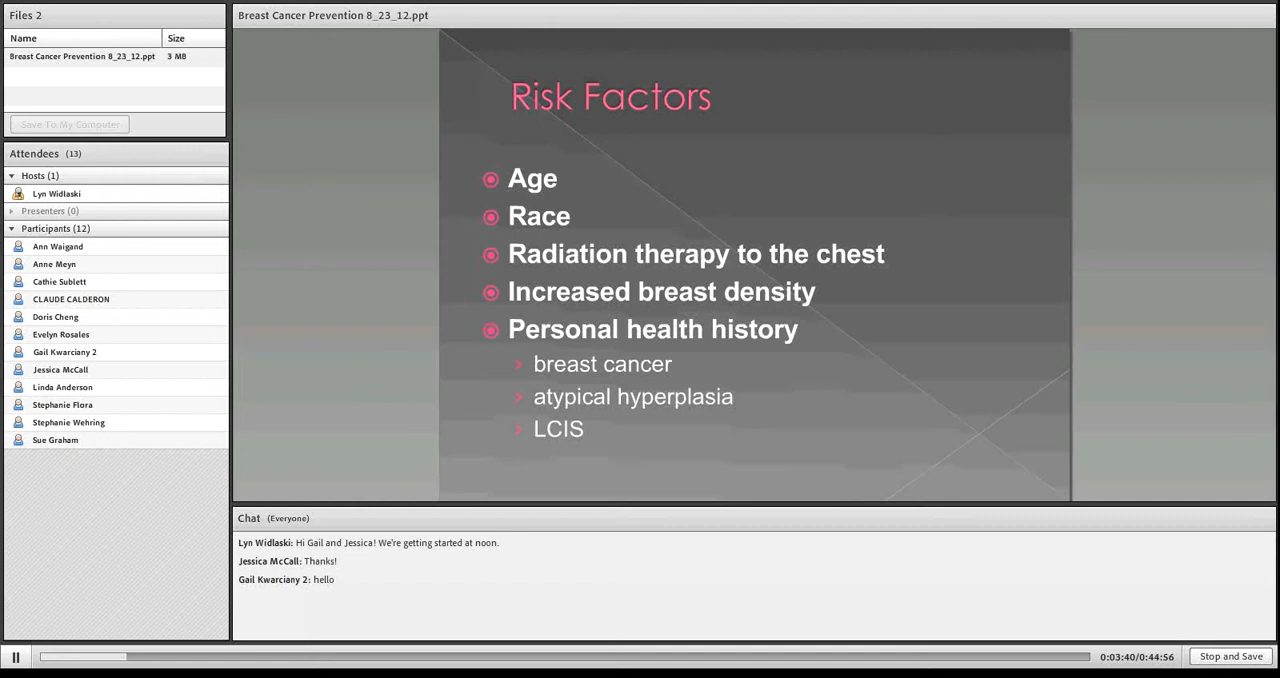 Files 2
Name Size
Breast Cancer Prevention 8_23_12.ppt 3 MB
Save To My Computer
Attendees (13)
Hosts (1)
Lyn Widlaski
Presenters (0)
Participants (12)
Ann Waigand
Anne Meyn
Cathie Sublett
CLAUDE CALDERON
Doris Cheng
Evelyn Rosales
Gail Kwarciany 2
Jessica McCall
Linda Anderson
Stephanie Flora
Stephanie Wehring
Sue Graham
Breast Cancer Prevention 8_23_12.ppt
Risk Factors
Age
Race
Radiation therapy to the chest
Increased breast density
Personal health history
breast cancer
atypical hyperplasia
LCIS
Chat (Everyone)
Lyn Widlaski: Hi Gail and Jessica! We're getting started at noon.
Jessica McCall: Thanks!
Gail Kwarciany 2: hello
0:03:40/0:44:56 Stop and Save